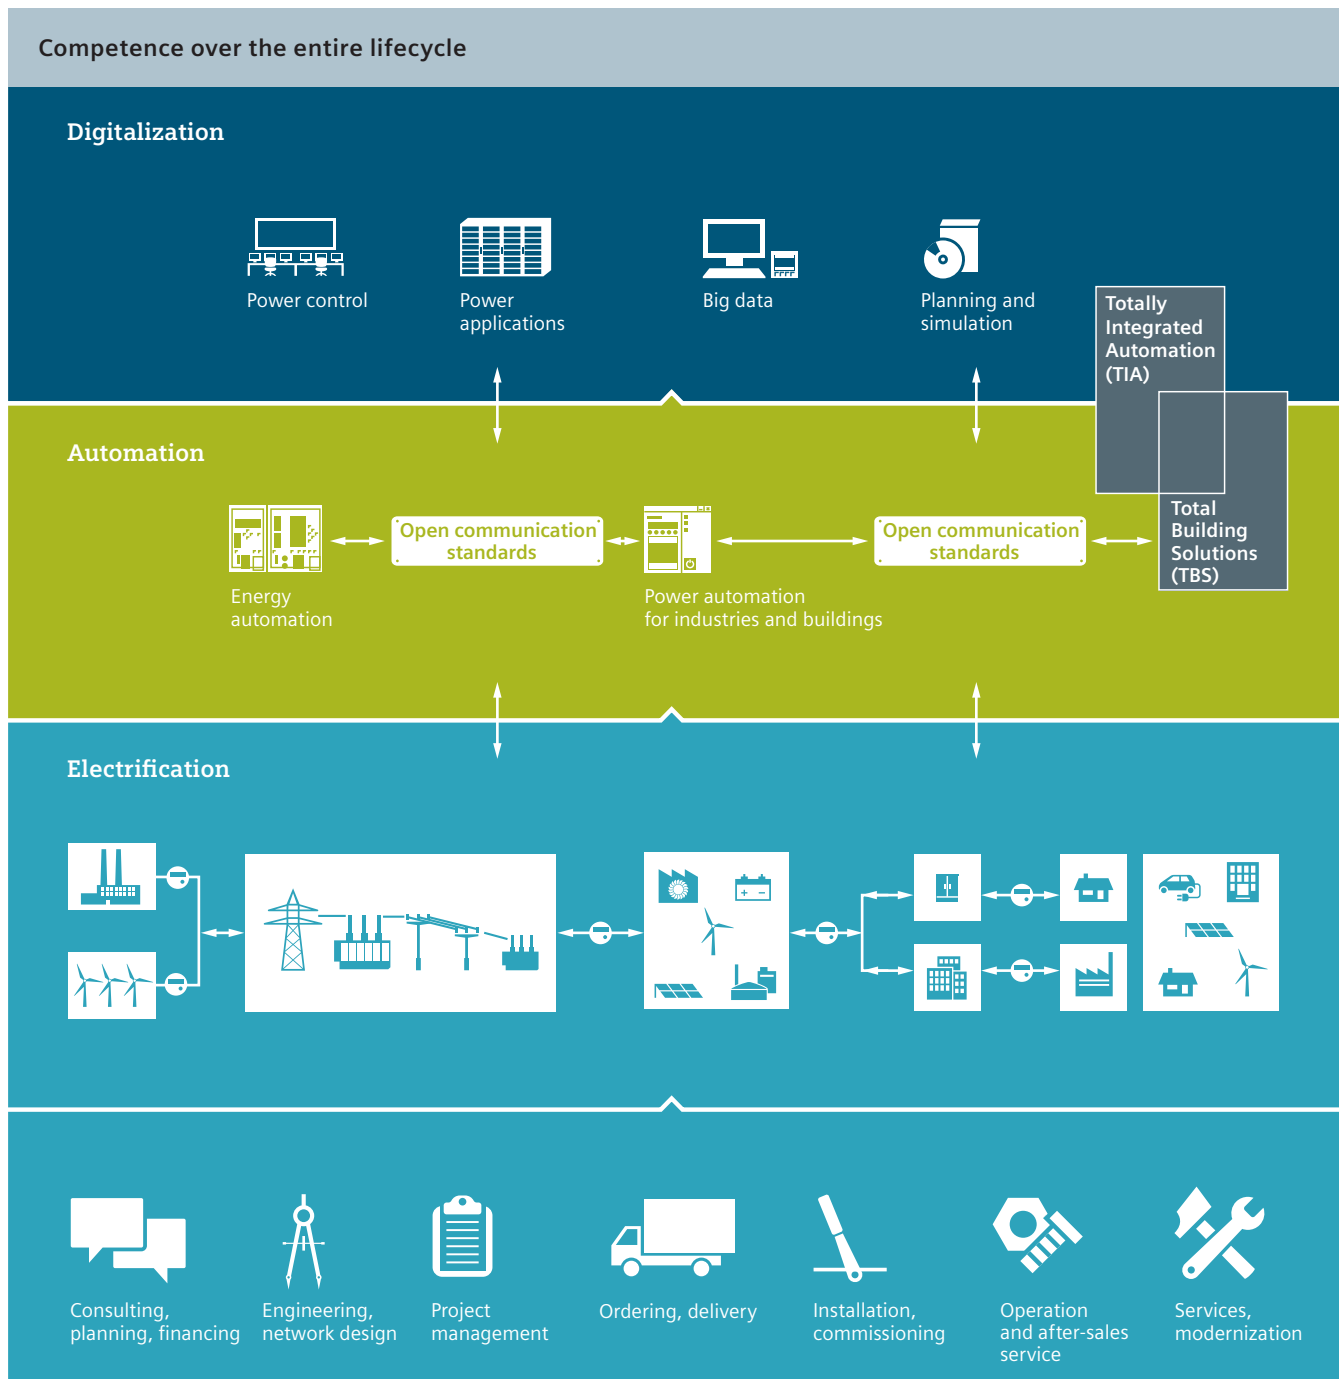 Competence over the entire lifecycle
Digitalization
Power control
Power
applications
Big data
Planning and
simulation
Totally
Integrated
Automation
(TIA)
Automation
Energy
automation
Open communication
standards
Power automation
for industries and buildings
Open communication
standards
Total
Building
Solutions
(TBS)
Electrification
Consulting,
planning, financing
Engineering,
network design
Project
management
Ordering, delivery
Installation,
commissioning
Operation
and after-sales
service
Services,
modernization